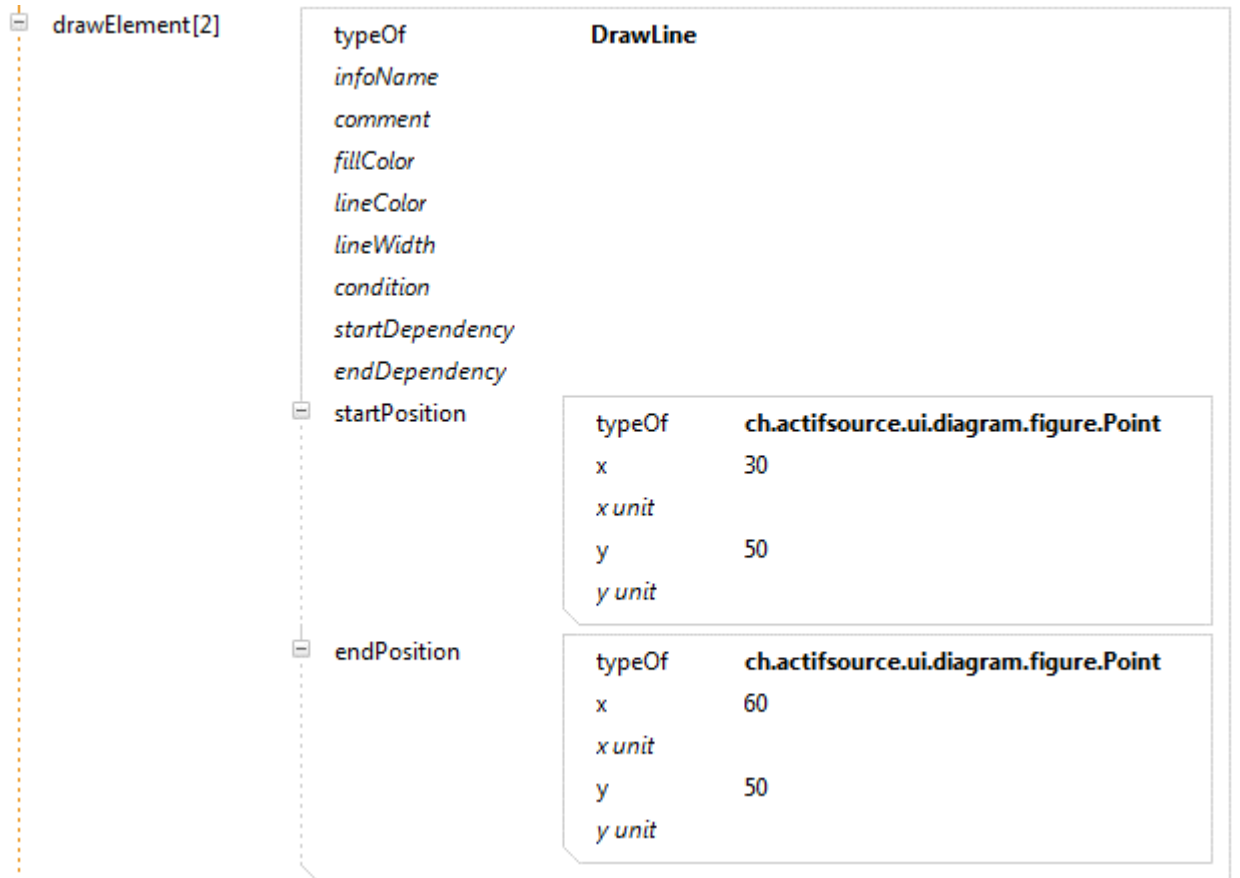 drawElement[2]
typeOf DrawLine
infoName
comment
fillColor
lineColor
lineWidth
condition
startDependency
endDependency
startPosition
typeOf ch.actifsource.ui.diagram.figure.Point
x 30
x unit
y 50
y unit
endPosition
typeOf ch.actifsource.ui.diagram.figure.Point
x 60
x unit
y 50
y unit